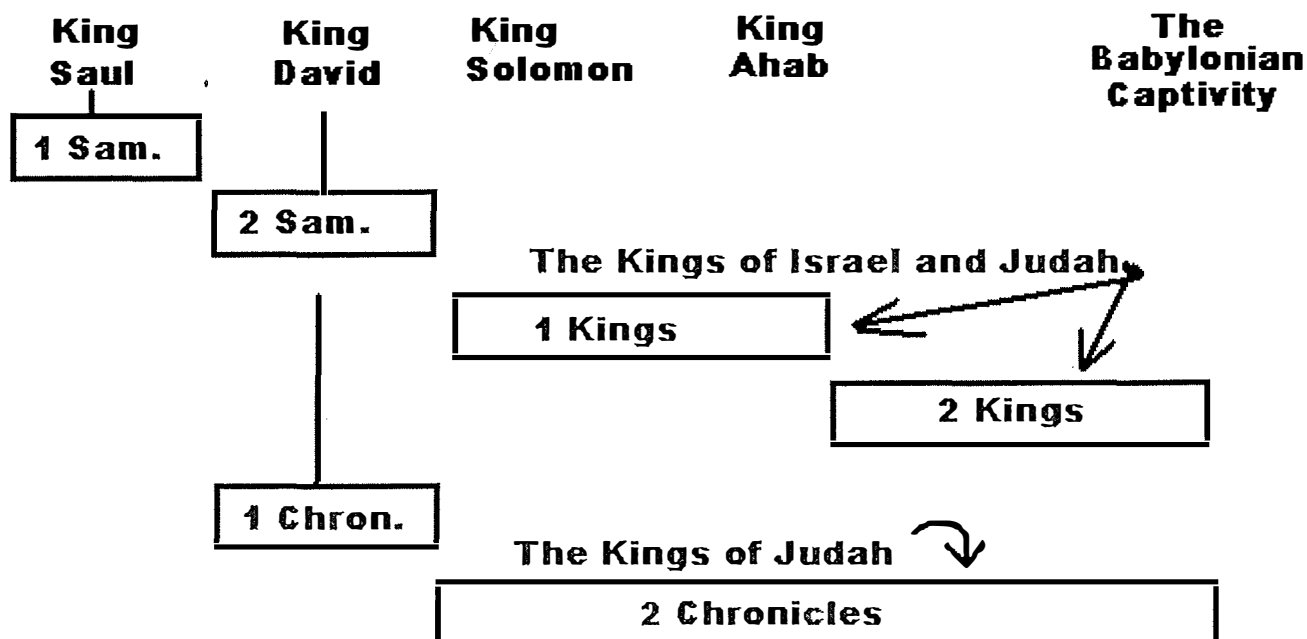 King
Saul
King
David
King
Solomon
King
Ahab
The
Babylonian
Captivity
1 Sam.
2 Sam.
The Kings of Israel and Judah
1 Kings
2 Kings
1 Chron.
The Kings of Judah
2 Chronicles